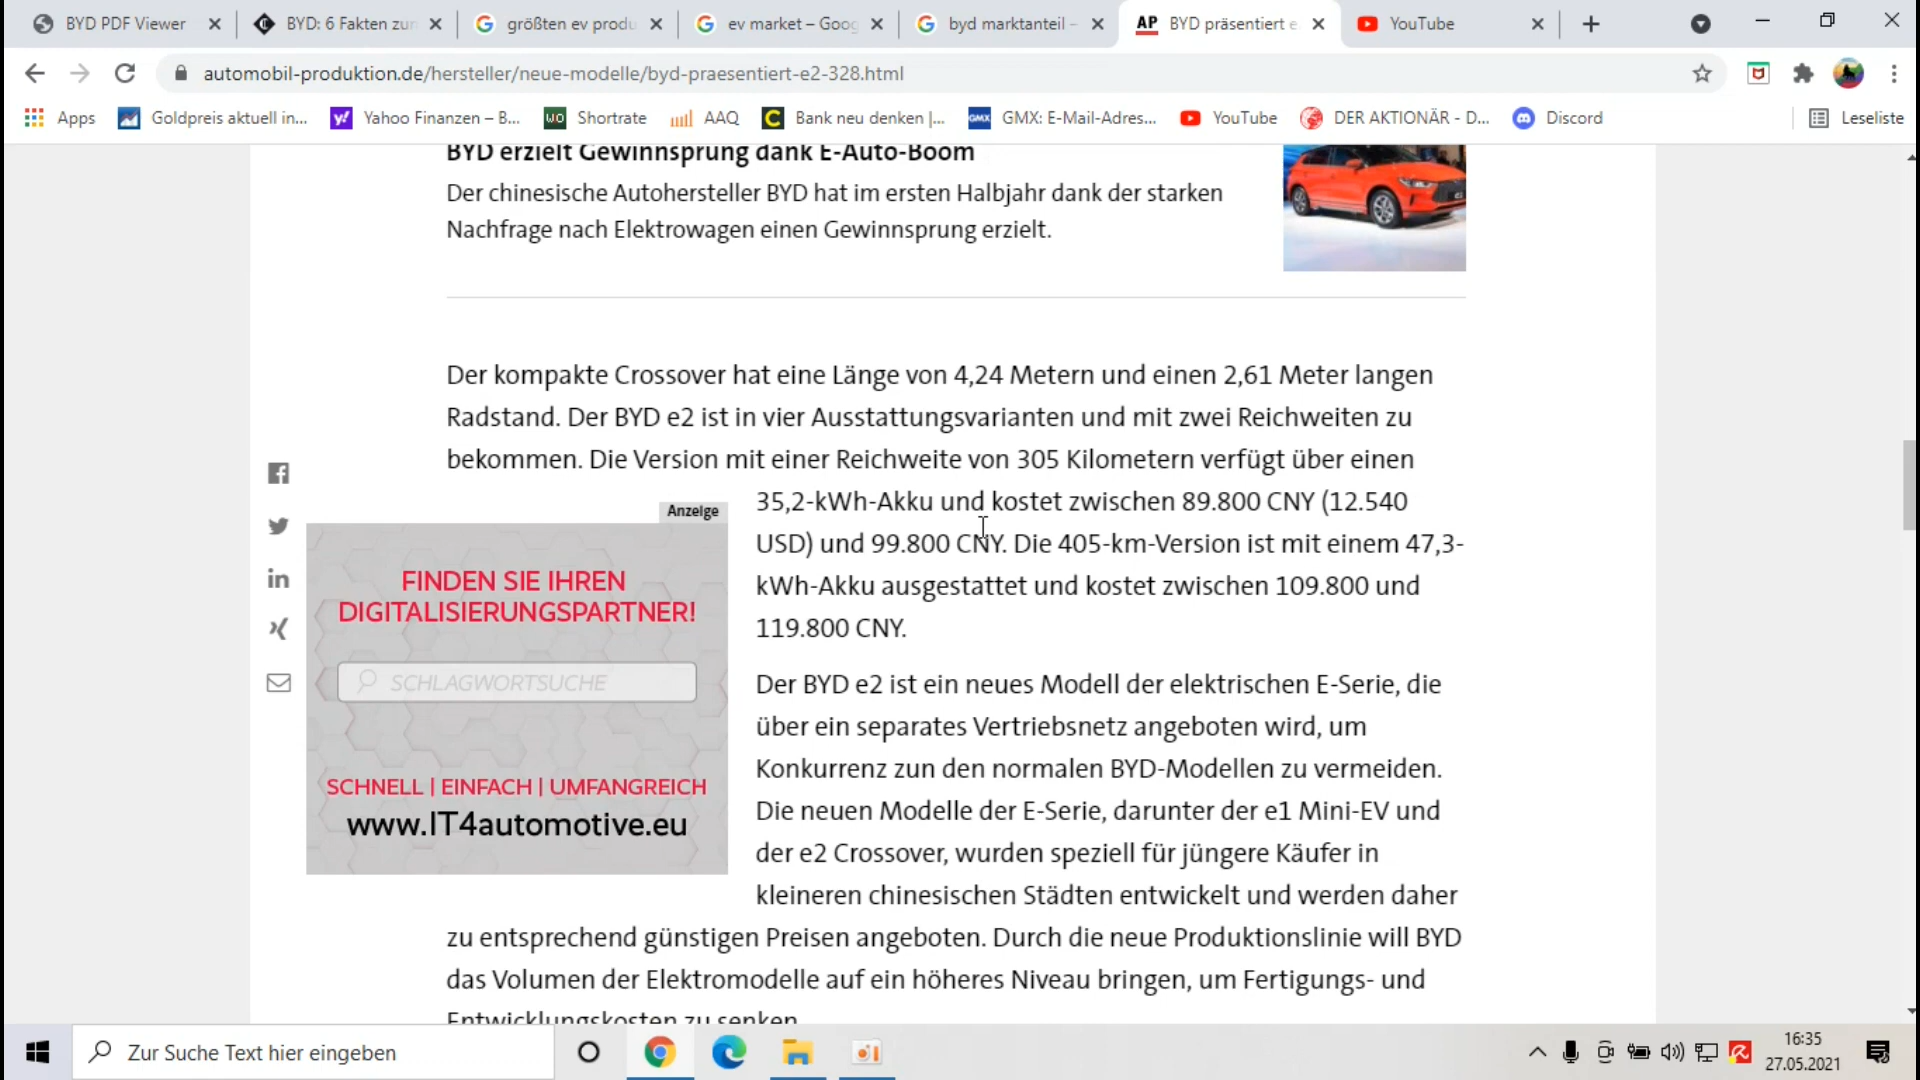 BYD PDF Viewer
BYD: 6 Fakten zum
größten ev produ
ev market – Goog
byd marktanteil –
AP BYD präsentiert e
YouTube
automobil-produktion.de/hersteller/neue-modelle/byd-praesentiert-e2-328.html
Apps
Goldpreis aktuell in...
Yahoo Finanzen – B...
WO Shortrate
AAQ
Bank neu denken |...
GMX GMX: E-Mail-Adres...
YouTube
DER AKTIONÄR - D...
Discord
Leseliste
BYD erzielt Gewinnsprung dank E-Auto-Boom
Der chinesische Autohersteller BYD hat im ersten Halbjahr dank der starken
Nachfrage nach Elektrowagen einen Gewinnsprung erzielt.
Der kompakte Crossover hat eine Länge von 4,24 Metern und einen 2,61 Meter langen
Radstand. Der BYD e2 ist in vier Ausstattungsvarianten und mit zwei Reichweiten zu
bekommen. Die Version mit einer Reichweite von 305 Kilometern verfügt über einen
35,2-kWh-Akku und kostet zwischen 89.800 CNY (12.540
USD) und 99.800 CNY. Die 405-km-Version ist mit einem 47,3-
kWh-Akku ausgestattet und kostet zwischen 109.800 und
119.800 CNY.
Anzeige
FINDEN SIE IHREN
DIGITALISIERUNGSPARTNER!
SCHLAGWORTSUCHE
SCHNELL | EINFACH | UMFANGREICH
www.IT4automotive.eu
Der BYD e2 ist ein neues Modell der elektrischen E-Serie, die
über ein separates Vertriebsnetz angeboten wird, um
Konkurrenz zun den normalen BYD-Modellen zu vermeiden.
Die neuen Modelle der E-Serie, darunter der e1 Mini-EV und
der e2 Crossover, wurden speziell für jüngere Käufer in
kleineren chinesischen Städten entwickelt und werden daher
zu entsprechend günstigen Preisen angeboten. Durch die neue Produktionslinie will BYD
das Volumen der Elektromodelle auf ein höheres Niveau bringen, um Fertigungs- und
Entwicklungskosten zu senken
Zur Suche Text hier eingeben
16:35
27.05.2021